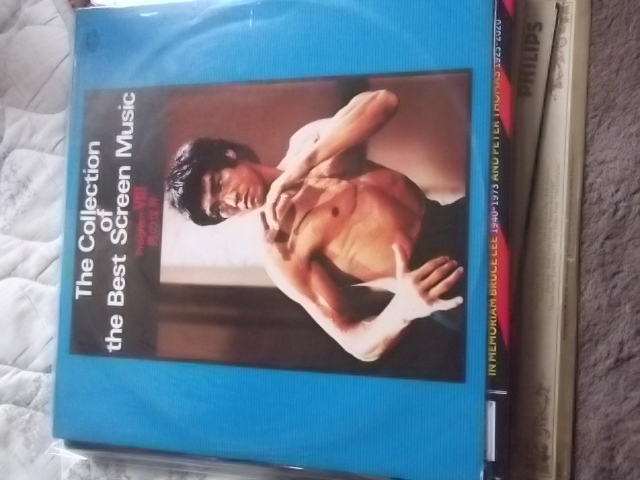 The Collection
of
the Best Screen Music
VIII
IN MEMORIAM BRUCE LEE 1940-1973 AND PETER THOMAS 1925-2020
PHILIPS